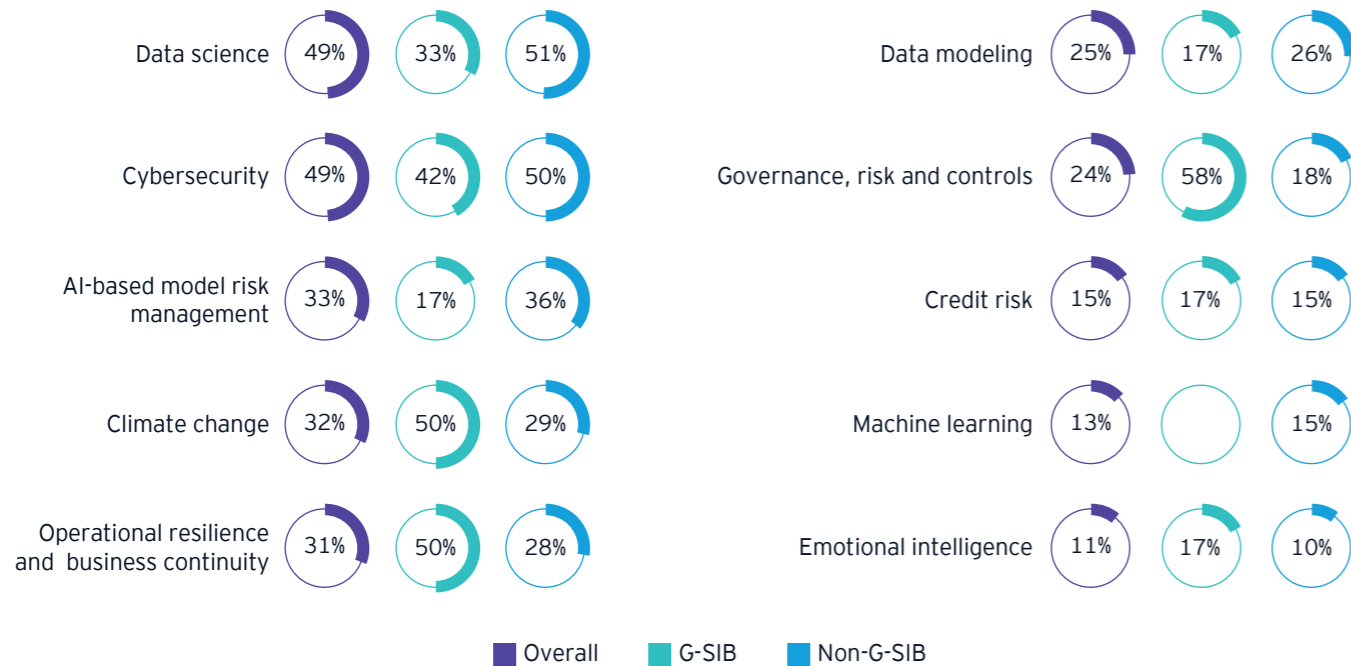 Data science 49% 33% 51%
Cybersecurity 49% 42% 50%
AI-based model risk
management 33% 17% 36%
Climate change 32% 50% 29%
Operational resilience
and business continuity 31% 50% 28%
Data modeling 25% 17% 26%
Governance, risk and controls 24% 58% 18%
Credit risk 15% 17% 15%
Machine learning 13% 15%
Emotional intelligence 11% 17% 10%
Overall G-SIB Non-G-SIB